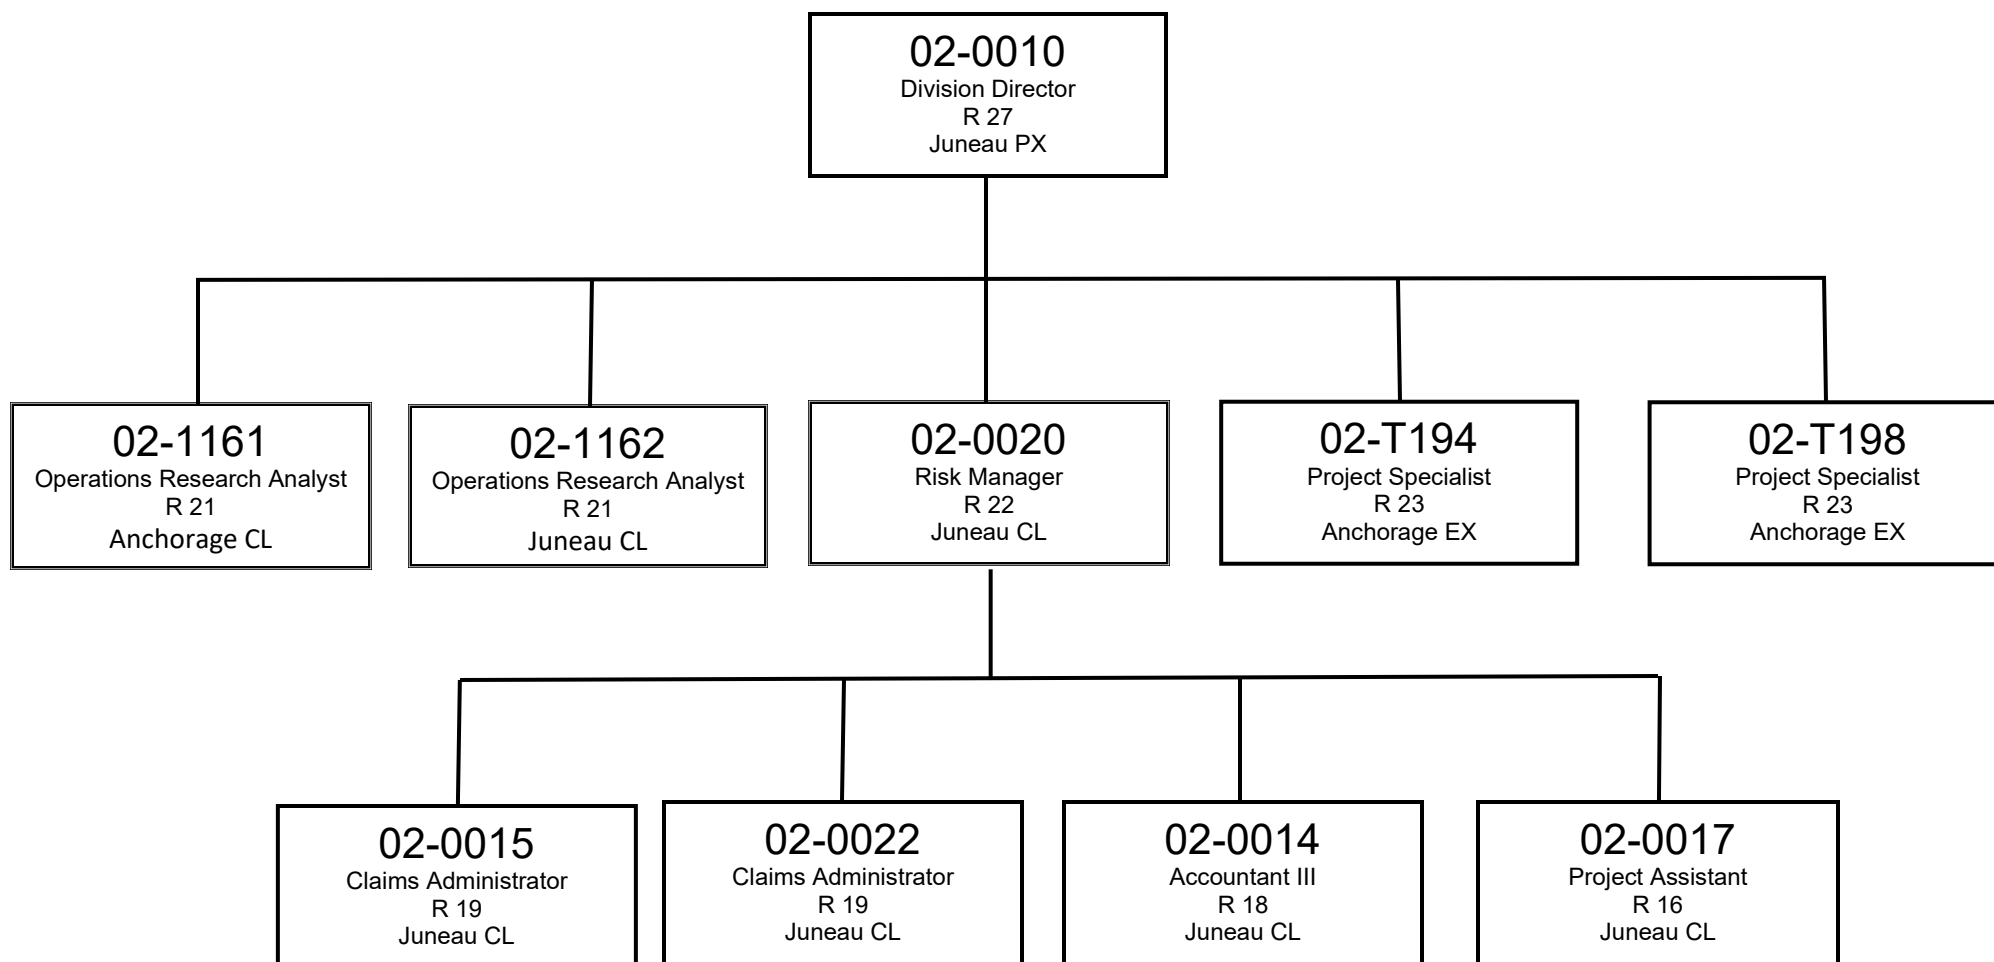 02-0010
Division Director
R 27
Juneau PX
02-1161
Operations Research Analyst
R 21
Anchorage CL
02-1162
Operations Research Analyst
R 21
Juneau CL
02-0020
Risk Manager
R 22
Juneau CL
02-T194
Project Specialist
R 23
Anchorage EX
02-T198
Project Specialist
R 23
Anchorage EX
02-0015
Claims Administrator
R 19
Juneau CL
02-0022
Claims Administrator
R 19
Juneau CL
02-0014
Accountant III
R 18
Juneau CL
02-0017
Project Assistant
R 16
Juneau CL